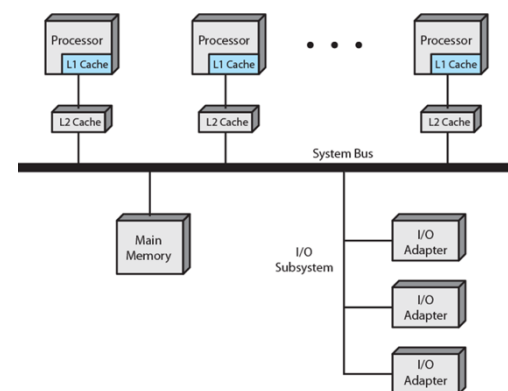 Processor
L1 Cache
Processor
L1 Cache
Processor
L1 Cache
L2 Cache
L2 Cache
L2 Cache
System Bus
Main
Memory
I/O
Subsystem
I/O
Adapter
I/O
Adapter
I/O
Adapter